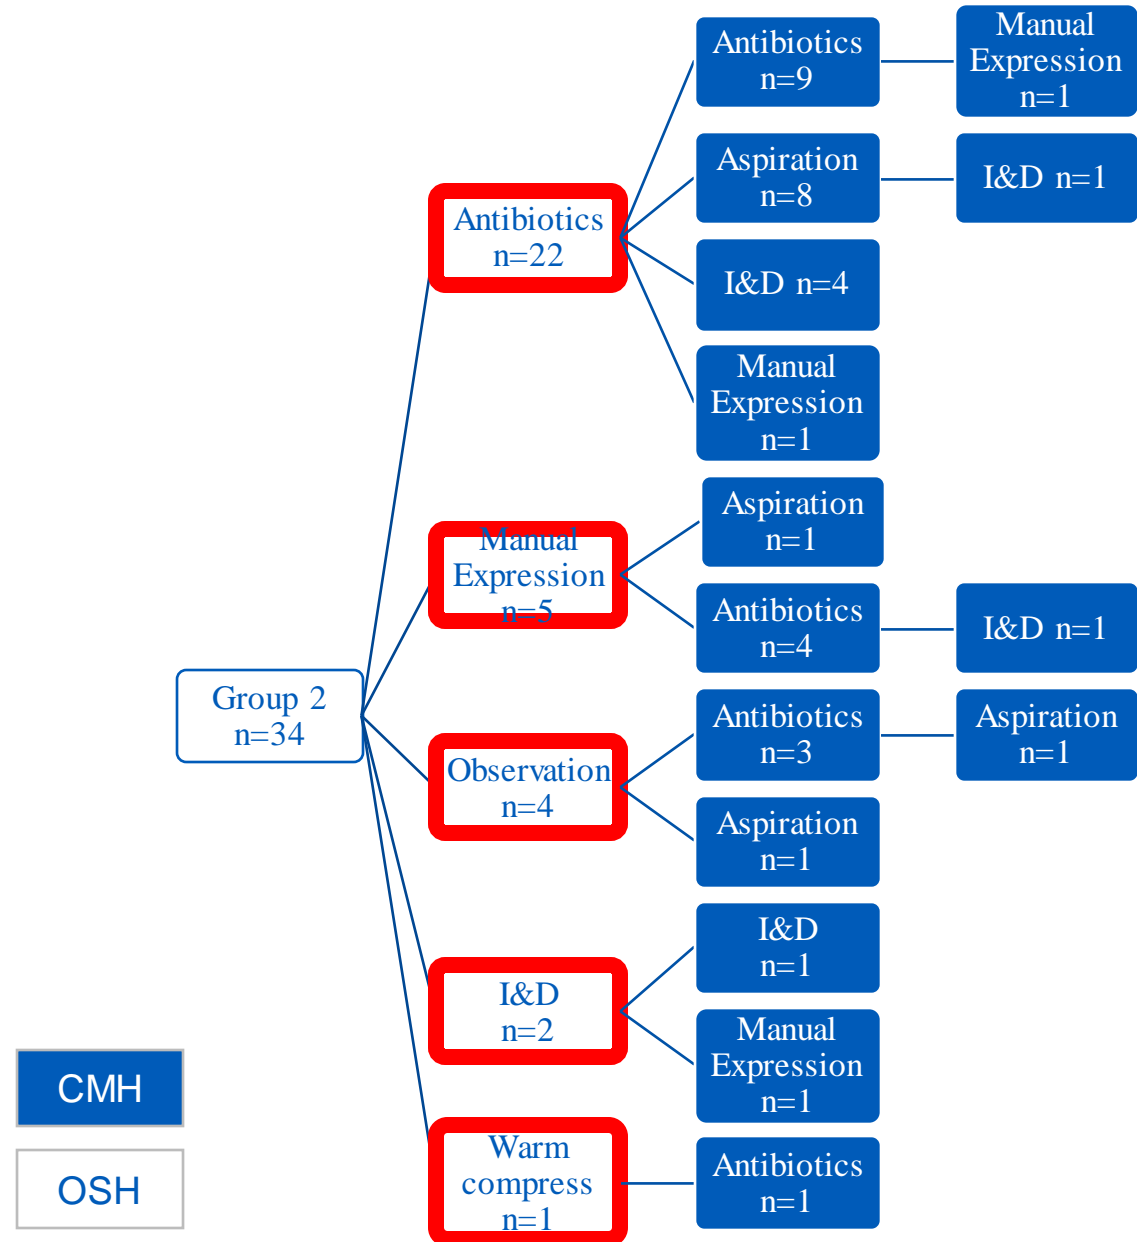 Antibiotics
n=9
Manual
Expression
n=1
Aspiration
n=8
I&D n=1
Antibiotics
n=22
I&D n=4
Manual
Expression
n=1
Aspiration
n=1
Manual
Expression
n=5
Antibiotics
n=4
I&D n=1
Group 2
n=34
Antibiotics
n=3
Aspiration
n=1
Observation
n=4
Aspiration
n=1
I&D
n=1
I&D
n=2
Manual
Expression
n=1
Warm
compress
n=1
Antibiotics
n=1
CMH
OSH